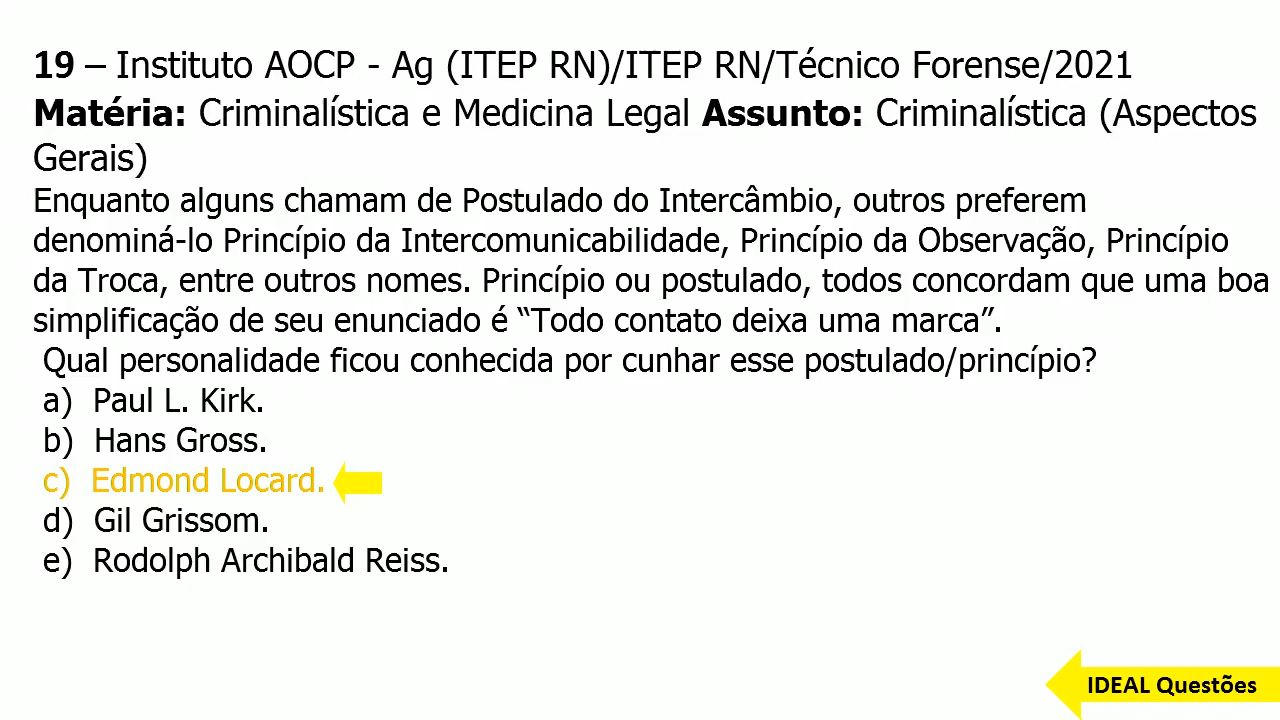 19 – Instituto AOCP - Ag (ITEP RN)/ITEP RN/Técnico Forense/2021
Matéria: Criminalística e Medicina Legal Assunto: Criminalística (Aspectos
Gerais)
Enquanto alguns chamam de Postulado do Intercâmbio, outros preferem
denominá-lo Princípio da Intercomunicabilidade, Princípio da Observação, Princípio
da Troca, entre outros nomes. Princípio ou postulado, todos concordam que uma boa
simplificação de seu enunciado é “Todo contato deixa uma marca”.
Qual personalidade ficou conhecida por cunhar esse postulado/princípio?
a) Paul L. Kirk.
b) Hans Gross.
c) Edmond Locard.
d) Gil Grissom.
e) Rodolph Archibald Reiss.
IDEAL Questões